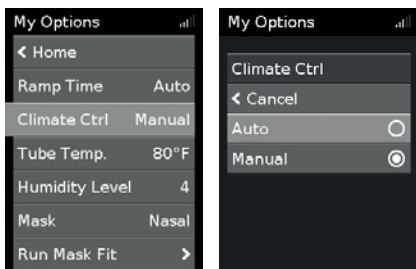 My Options
< Home
Ramp Time Auto
Climate Ctrl Manual
Tube Temp. 80°F
Humidity Level 4
Mask Nasal
Run Mask Fit >
My Options
Climate Ctrl
< Cancel
Auto
Manual